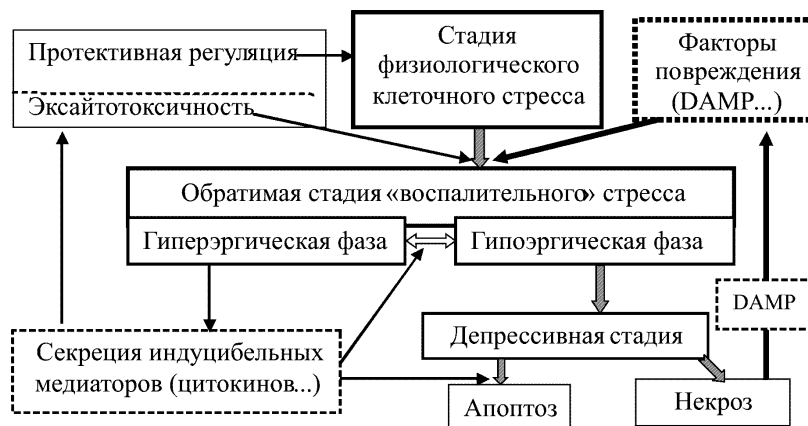 Протективная регуляция
Эксайтотоксичность
Стадия
физиологического
клеточного стресса
Факторы
повреждения
(DAMP...)
Обратимая стадия «воспалительного» стресса
Гиперэргическая фаза
Гипоэргическая фаза
DAMP
Секреция индуцибельных
медиаторов (цитокинов...)
Депрессивная стадия
Апоптоз
Некроз